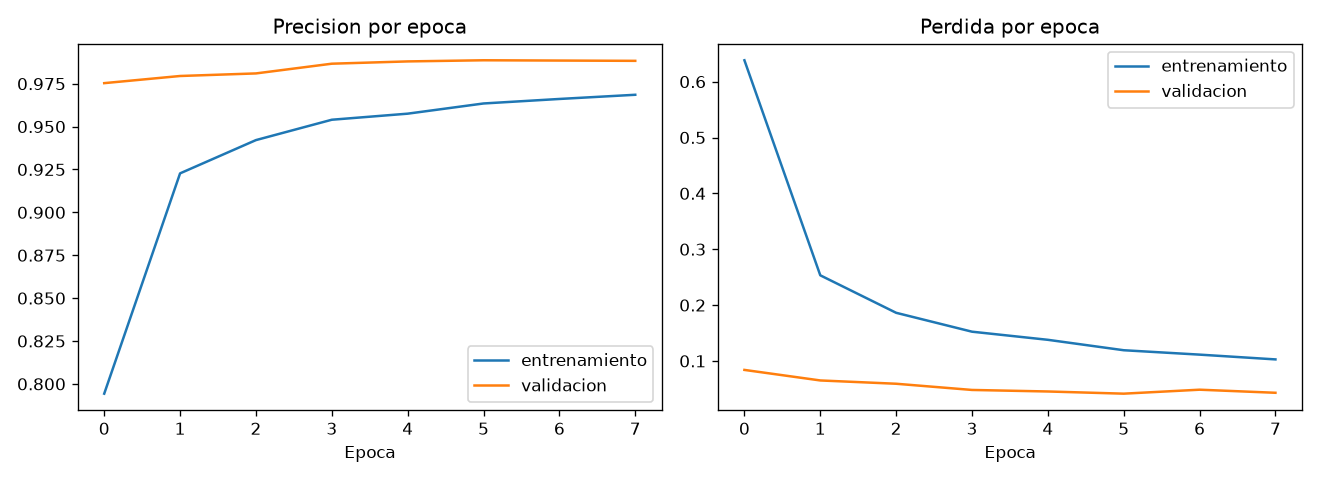 Precision por epoca
0.975
0.950
0.925
0.900
0.875
0.850
0.825
0.800
entrenamiento
validacion
0 1 2 3 4 5 6 7
Epoca
Perdida por epoca
0.6
0.5
0.4
0.3
0.2
0.1
entrenamiento
validacion
0 1 2 3 4 5 6 7
Epoca